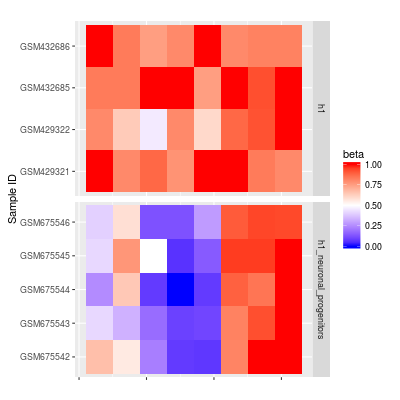 GSM432686
GSM432685
GSM429322
GSM429321
h1
GSM675546
GSM675545
GSM675544
GSM675543
GSM675542
h1_neuronal_progenitors
Sample ID
beta
1.00
0.75
0.50
0.25
0.00